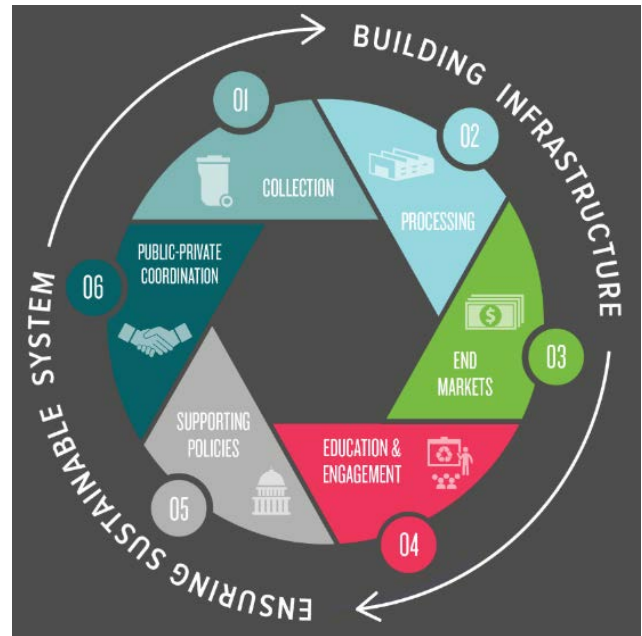 BUILDING INFRASTRUCTURE
01
COLLECTION
02
PROCESSING
03
$
END
MARKETS
04
EDUCATION &
ENGAGEMENT
05
SUPPORTING
POLICIES
06
PUBLIC-PRIVATE
COORDINATION
ENSURING SUSTAINABLE SYSTEM